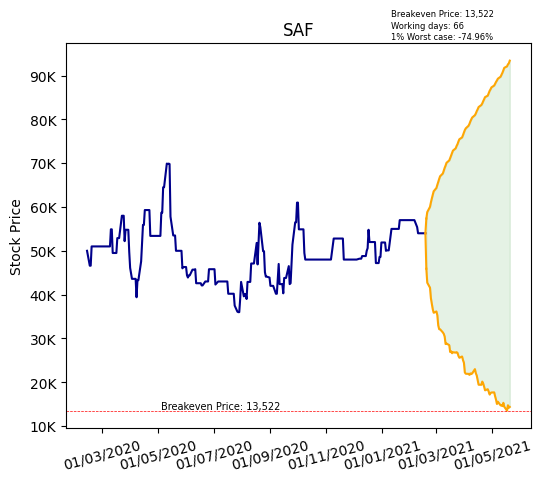 Breakeven Price: 13,522
Working days: 66
1% Worst case: -74.96%
SAF
Stock Price
90K
80K
70K
60K
50K
40K
30K
20K
10K
Breakeven Price: 13,522
01/03/2020
01/05/2020
01/07/2020
01/09/2020
01/11/2020
01/01/2021
01/03/2021
01/05/2021